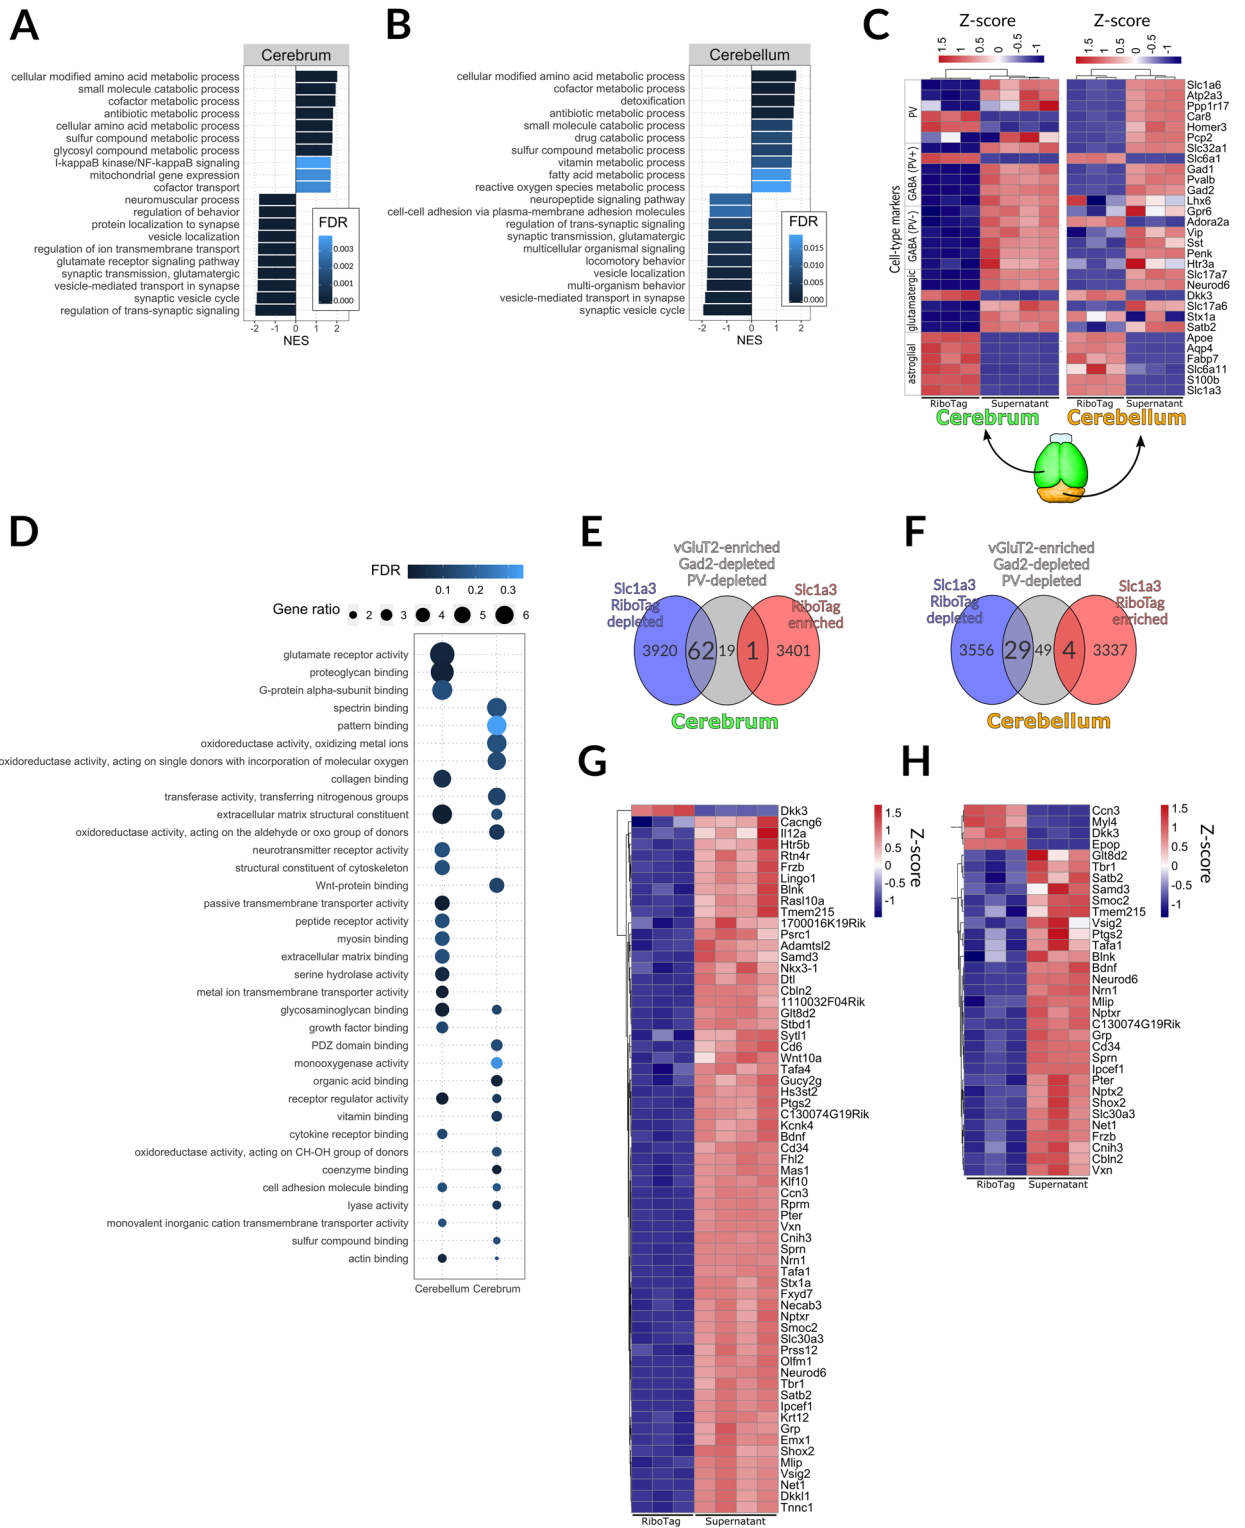 A
Cerebrum
cellular modified amino acid metabolic process
small molecule catabolic process
cofactor metabolic process
antibiotic metabolic process
cellular amino acid metabolic process
sulfur compound metabolic process
glycosyl compound metabolic process
I-kappaB kinase/NF-kappaB signaling
mitochondrial gene expression
cofactor transport
neuromuscular process
regulation of behavior
protein localization to synapse
vesicle localization
regulation of ion transmembrane transport
glutamate receptor signaling pathway
synaptic transmission, glutamatergic
vesicle-mediated transport in synapse
synaptic vesicle cycle
regulation of trans-synaptic signaling
FDR
0.003
0.002
0.001
0.000
-2 -1 0 1 2
NES
B
Cerebellum
cellular modified amino acid metabolic process
cofactor metabolic process
detoxification
antibiotic metabolic process
small molecule catabolic process
drug catabolic process
sulfur compound metabolic process
vitamin metabolic process
fatty acid metabolic process
reactive oxygen species metabolic process
neuropeptide signaling pathway
cell-cell adhesion via plasma-membrane adhesion molecules
regulation of trans-synaptic signaling
synaptic transmission, glutamatergic
multicellular organismal signaling
locomotory behavior
vesicle localization
multi-organism behavior
vesicle-mediated transport in synapse
synaptic vesicle cycle
FDR
0.015
0.010
0.005
0.000
-2 -1 0 1 2
NES
C
Z-score
1.5 1 0.5 0 -0.5 -1
Z-score
1.5 1 0.5 0 -0.5 -1
Cell-type markers
PV
GABA (PV+)
GABA (PV-)
glutamatergic
astroglial
Slc1a6
Atp2a3
Ppp1r17
Car8
Homer3
Pcp2
Slc32a1
Slc6a1
Gad1
Pvalb
Gad2
Lhx6
Gpr6
Adora2a
Vip
Sst
Penk
Htr3a
Slc17a7
Neurod6
Dkk3
Slc17a6
Stx1a
Satb2
Apoe
Aqp4
Fabp7
Slc6a11
S100b
Slc1a3
RiboTag Supernatant
Cerebrum
RiboTag Supernatant
Cerebellum
D
FDR
0.1 0.2 0.3
Gene ratio
2 3 4 5 6
glutamate receptor activity
proteoglycan binding
G-protein alpha-subunit binding
spectrin binding
pattern binding
oxidoreductase activity, oxidizing metal ions
oxidoreductase activity, acting on single donors with incorporation of molecular oxygen
collagen binding
transferase activity, transferring nitrogenous groups
extracellular matrix structural constituent
oxidoreductase activity, acting on the aldehyde or oxo group of donors
neurotransmitter receptor activity
structural constituent of cytoskeleton
Wnt-protein binding
passive transmembrane transporter activity
peptide receptor activity
myosin binding
extracellular matrix binding
serine hydrolase activity
metal ion transmembrane transporter activity
glycosaminoglycan binding
growth factor binding
PDZ domain binding
monooxygenase activity
organic acid binding
receptor regulator activity
vitamin binding
cytokine receptor binding
oxidoreductase activity, acting on CH-OH group of donors
coenzyme binding
cell adhesion molecule binding
lyase activity
monovalent inorganic cation transmembrane transporter activity
sulfur compound binding
actin binding
Cerebellum Cerebrum
E
vGluT2-enriched
Gad2-depleted
PV-depleted
Slc1a3
RiboTag
depleted
Slc1a3
RiboTag
enriched
3920 62 19 1 3401
Cerebrum
F
vGluT2-enriched
Gad2-depleted
PV-depleted
Slc1a3
RiboTag
depleted
Slc1a3
RiboTag
enriched
3556 29 49 4 3337
Cerebellum
G
Dkk3
Cacng6
Il12a
Htr5b
Rtn4r
Frzb
Lingo1
Blnk
Rasl10a
Tmem215
1700016K19Rik
Psrc1
Adamtsl2
Samd3
Nkx3-1
Dtl
Cbln2
1110032F04Rik
Glt8d2
Stbd1
Sytl1
Cd6
Wnt10a
Tafa4
Gucy2g
Hs3st2
Ptgs2
C130074G19Rik
Kcnk4
Bdnf
Cd34
Fhl2
Mas1
Klf10
Ccn3
Rprm
Pter
Vxn
Cnih3
Sprn
Nrn1
Tafa1
Stx1a
Fxyd7
Necab3
Nptxr
Smoc2
Slc30a3
Prss12
Olfm1
Neurod6
Tbr1
Satb2
Ipcef1
Krt12
Grp
Emx1
Shox2
Mlip
Vsig2
Net1
Dkkl1
Tnnc1
RiboTag Supernatant
1.5
1
0.5
0
-0.5
-1
Z-score
H
Ccn3
Myl4
Dkk3
Epop
Glt8d2
Tbr1
Satb2
Samd3
Smoc2
Tmem215
Vsig2
Ptgs2
Tafa1
Blnk
Bdnf
Neurod6
Nrn1
Mlip
Nptxr
C130074G19Rik
Grp
Cd34
Sprn
Ipcef1
Pter
Nptx2
Shox2
Slc30a3
Net1
Frzb
Cnih3
Cbln2
Vxn
RiboTag Supernatant
1.5
1
0.5
0
-0.5
-1
Z-score